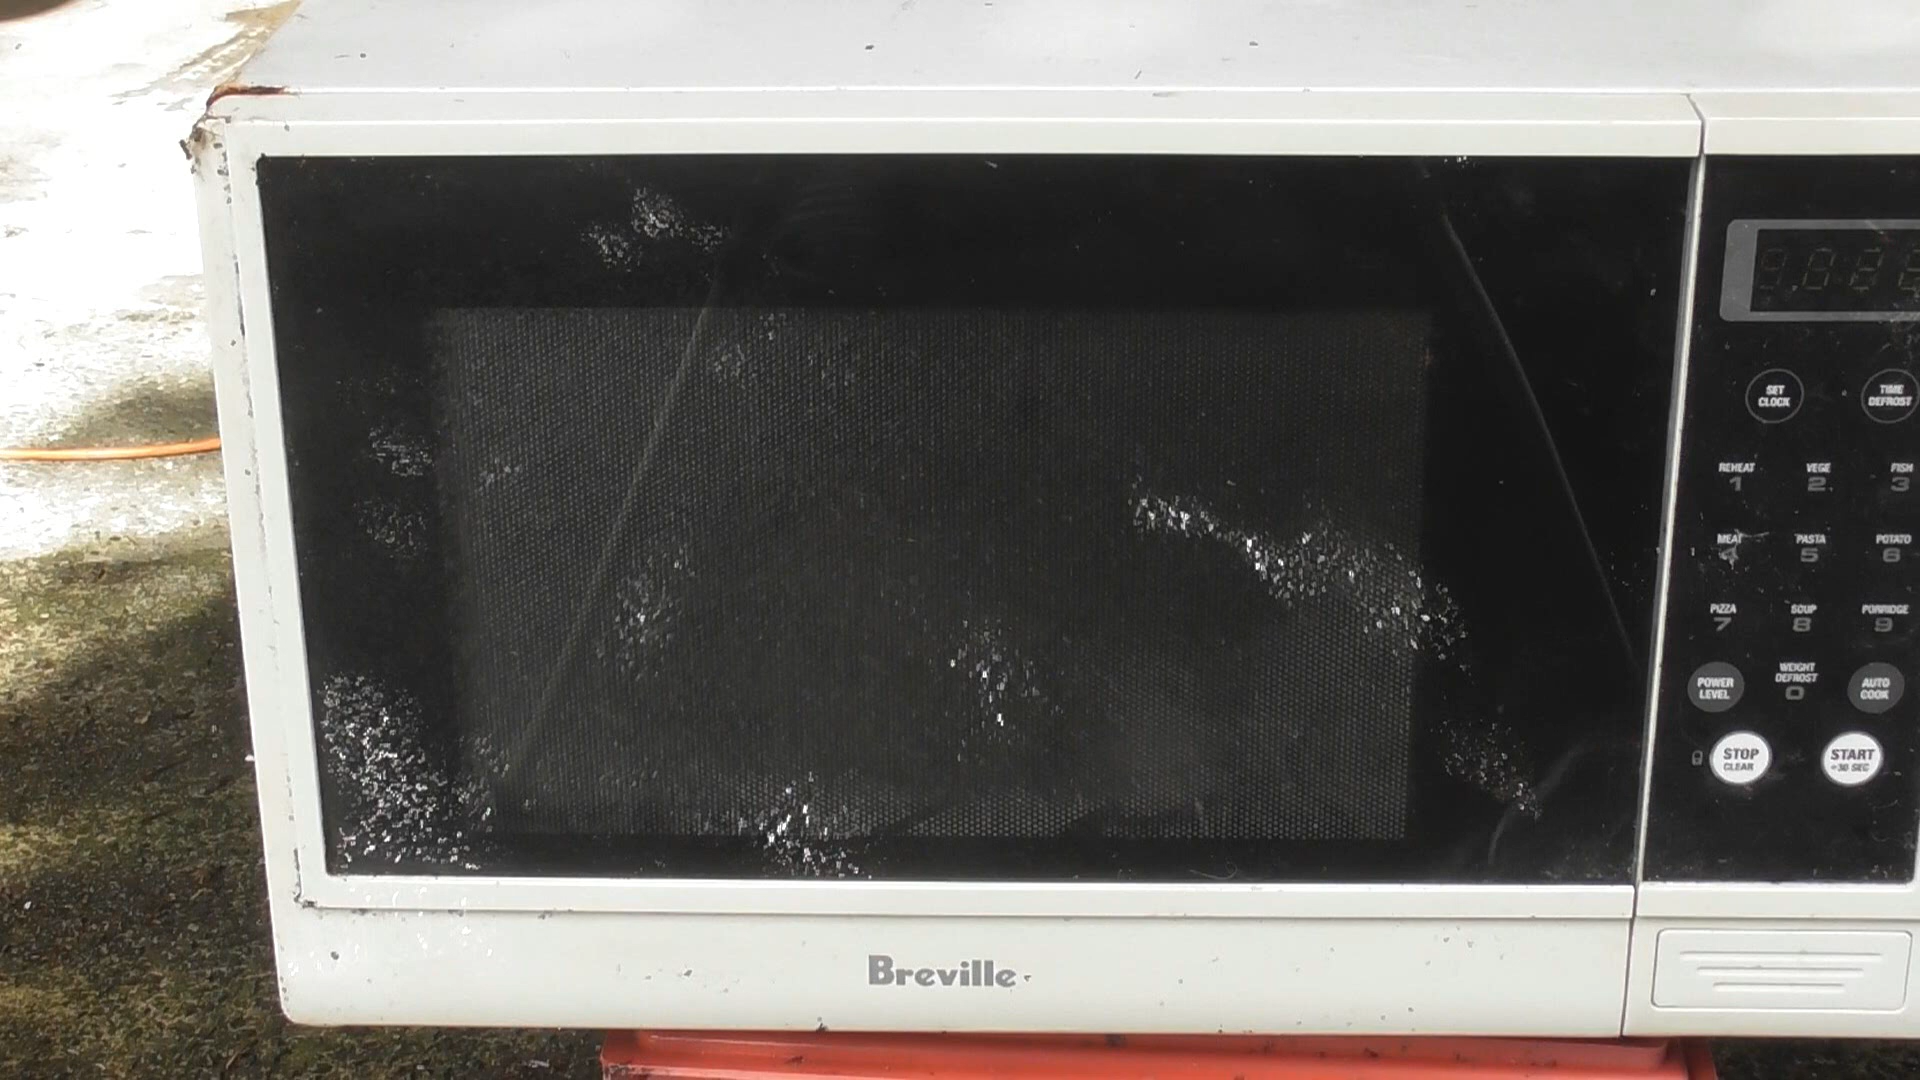 SET
CLOCK
TIME
DEFROST
REHEAT
1
VEGE
2
FISH
3
MEAT
4
PASTA
5
POTATO
6
PIZZA
7
SOUP
8
PORRIDGE
9
POWER
LEVEL
WEIGHT
DEFROST
0
AUTO
COOK
STOP
CLEAR
START
+30 SEC
Breville